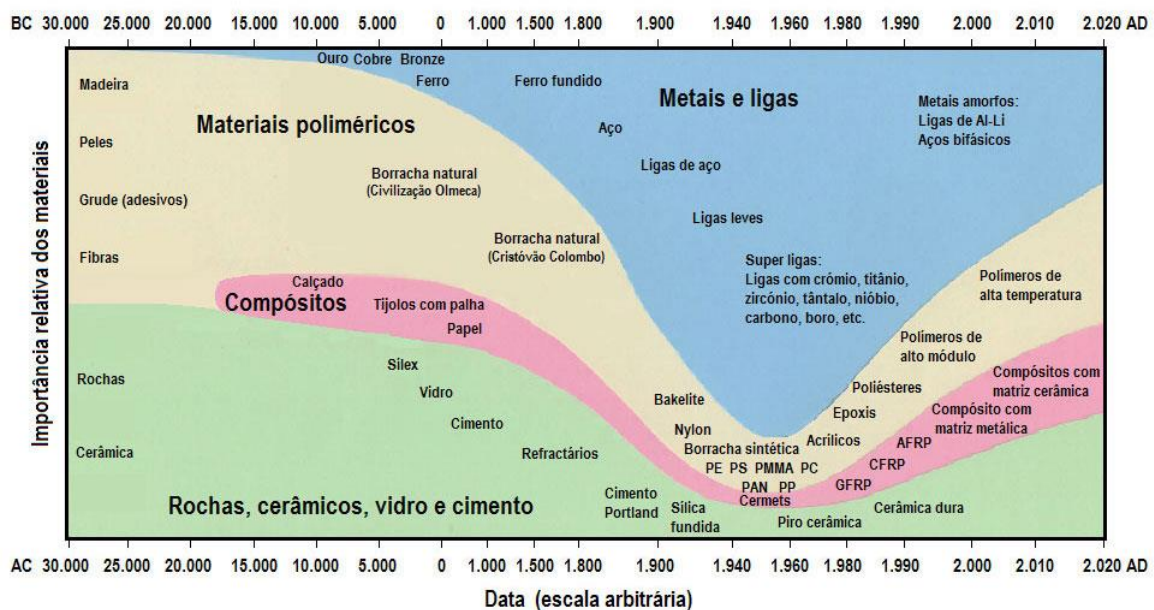 BC 30.000 25.000 20.000 15.000 10.000 5.000 0 1.000 1.500 1.800 1.900 1.940 1.960 1.980 1.990 2.000 2.010 2.020 AD
Importância relativa dos materiais
Ouro Cobre Bronze
Ferro
Ferro fundido
Metais e ligas
Metais amorfos:
Ligas de Al-Li
Aços bifásicos
Aço
Ligas de aço
Ligas leves
Super ligas:
Ligas com crómio, titânio,
zircónio, tântalo, nióbio,
carbono, boro, etc.
Madeira
Materiais poliméricos
Peles
Borracha natural
(Civilização Olmeca)
Grude (adesivos)
Borracha natural
(Cristóvão Colombo)
Fibras
Polímeros de
alta temperatura
Polímeros de
alto módulo
Poliésteres
Epoxis
Acrílicos
Bakelite
Nylon
Borracha sintética
PE PS PMMA PC
PAN PP
Calçado
Compósitos
Tijolos com palha
Papel
Cermets
GFRP
CFRP
AFRP
Compósito com
matriz metálica
Compósitos com
matriz cerâmica
Rochas
Silex
Vidro
Cimento
Cerâmica
Refractários
Rochas, cerâmicos, vidro e cimento
Cimento
Portland
Silica
fundida
Piro cerâmica
Cerâmica dura
AC 30.000 25.000 20.000 15.000 10.000 5.000 0 1.000 1.500 1.800 1.900 1.940 1.960 1.980 1.990 2.000 2.010 2.020 AD
Data (escala arbitrária)